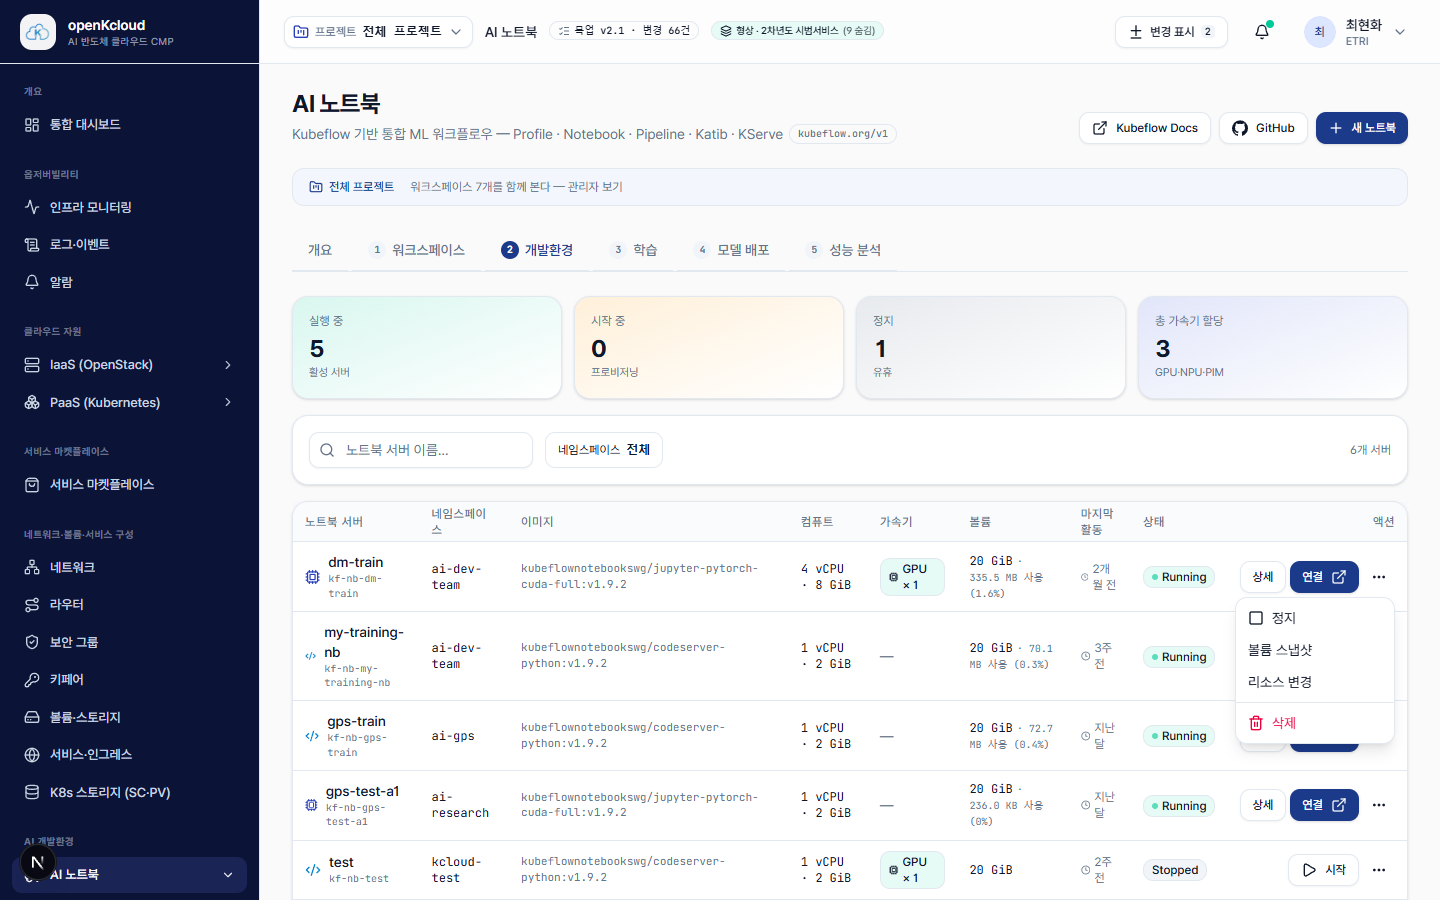 openKcloud
AI 반도체 클라우드 CMP
프로젝트 전체 프로젝트
AI 노트북
목업 v2.1 · 변경 66건
형상 · 2차년도 시범서비스 (9 숨김)
변경 표시 2
최
최현화
ETRI
개요
통합 대시보드
옵저버빌리티
인프라 모니터링
로그·이벤트
알람
클라우드 자원
IaaS (OpenStack)
PaaS (Kubernetes)
서비스 마켓플레이스
서비스 마켓플레이스
네트워크·볼륨·서비스 구성
네트워크
라우터
보안 그룹
키페어
볼륨·스토리지
서비스·인그레스
K8s 스토리지 (SC·PV)
AI 개발환경
N
AI 노트북
AI 노트북
Kubeflow 기반 통합 ML 워크플로우 — Profile · Notebook · Pipeline · Katib · KServe kubeflow.org/v1
Kubeflow Docs
GitHub
새 노트북
전체 프로젝트 워크스페이스 7개를 함께 본다 — 관리자 보기
개요
1 워크스페이스
2 개발환경
3 학습
4 모델 배포
5 성능 분석
실행 중
5
활성 서버
시작 중
0
프로비저닝
정지
1
유휴
총 가속기 할당
3
GPU·NPU·PIM
노트북 서버 이름...
네임스페이스 전체
6개 서버
노트북 서버
네임스페이
스
이미지
컴퓨트
가속기
볼륨
마지막
활동
상태
액션
dm-train
kf-nb-dm-
train
ai-dev-
team
kubeflownotebookswg/jupyter-pytorch-
cuda-full:v1.9.2
4 vCPU
· 8 GiB
GPU
× 1
20 GiB ·
335.5 MB 사용
(1.6%)
2개
월 전
Running
상세
연결
정지
볼륨 스냅샷
리소스 변경
삭제
my-training-
nb
kf-nb-my-
training-nb
ai-dev-
team
kubeflownotebookswg/codeserver-
python:v1.9.2
1 vCPU
· 2 GiB
—
20 GiB · 70.1
MB 사용 (0.3%)
3주
전
Running
gps-train
kf-nb-gps-
train
ai-gps
kubeflownotebookswg/codeserver-
python:v1.9.2
1 vCPU
· 2 GiB
—
20 GiB · 72.7
MB 사용 (0.4%)
지난
달
Running
gps-test-a1
kf-nb-gps-
test-a1
ai-
research
kubeflownotebookswg/jupyter-pytorch-
cuda-full:v1.9.2
1 vCPU
· 2 GiB
—
20 GiB ·
236.0 KB 사용
(0%)
지난
달
Running
상세
연결
test
kf-nb-test
kcloud-
test
kubeflownotebookswg/codeserver-
python:v1.9.2
1 vCPU
· 2 GiB
GPU
× 1
20 GiB
2주
전
Stopped
시작